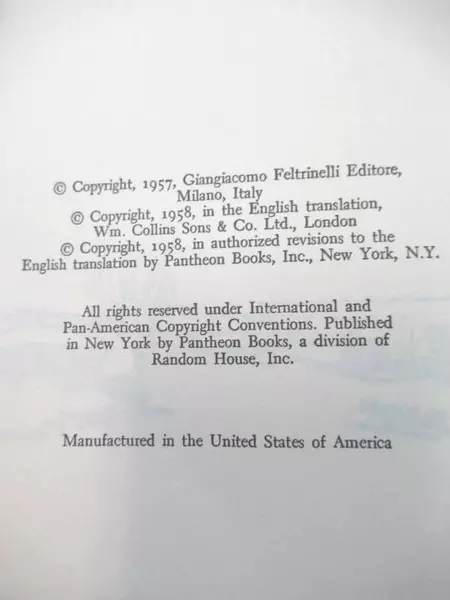 © Copyright, 1957, Giangiacomo Feltrinelli Editore,
Milano, Italy
© Copyright, 1958, in the English translation,
Wm. Collins Sons & Co. Ltd., London
© Copyright, 1958, in authorized revisions to the
English translation by Pantheon Books, Inc., New York, N.Y.
All rights reserved under International and
Pan-American Copyright Conventions. Published
in New York by Pantheon Books, a division of
Random House, Inc.
Manufactured in the United States of America